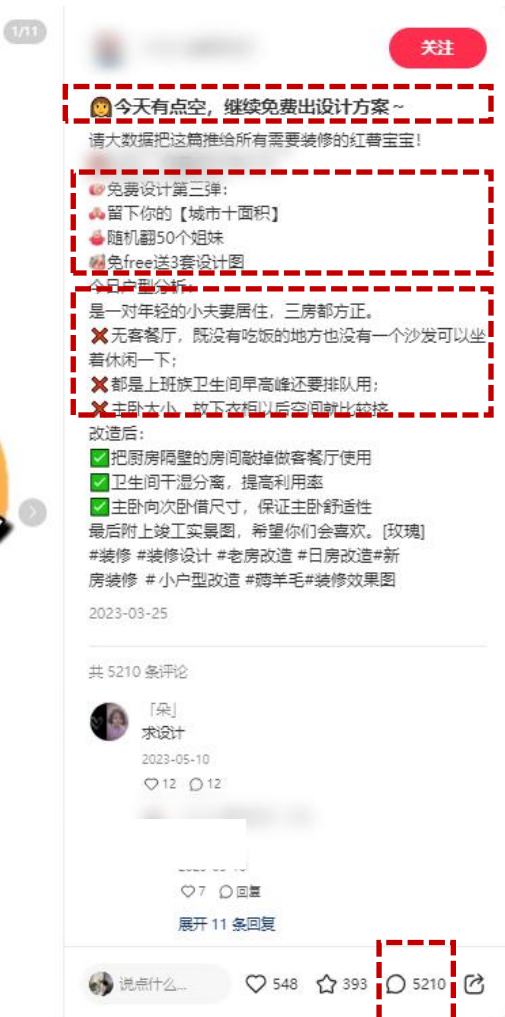 1/11
关注
今天有点空，继续免费出设计方案~
请大数据把这篇推给所有需要装修的红薯宝宝！
免费设计第三弹：
留下你的【城市十面积】
随机翻50个姐妹
免free送3套设计图
今日户型分析：
是一对年轻的小夫妻居住，三房都方正。
❌无客餐厅，既没有吃饭的地方也没有一个沙发可以坐
着休闲一下；
❌都是上班族卫生间早高峰还要排队用；
❌主卧太小，放下衣柜以后空间就比较挤
改造后：
✅把厨房隔壁的房间敲掉做客餐厅使用
✅卫生间干湿分离，提高利用率
✅主卧向次卧借尺寸，保证主卧舒适性
最后附上竣工实景图，希望你们会喜欢。[玫瑰]
#装修 #装修设计 #老房改造 #日房改造#新
房装修 #小户型改造 #薅羊毛#装修效果图
2023-03-25
共 5210 条评论
「朵」
求设计
2023-05-10
12 12
7 回复
展开 11 条回复
说点什么... 548 393 5210